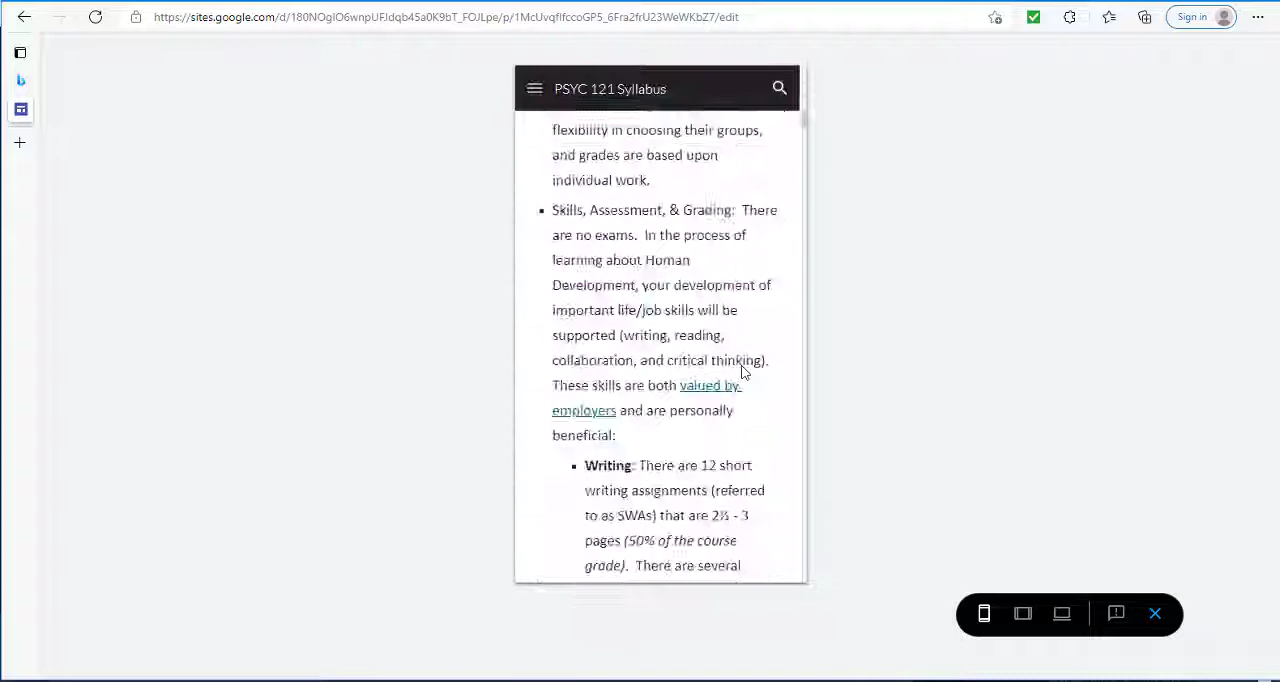 https://sites.google.com/d/180NOgIO6wnpUFJdqb45a0K9bT_FOJLpe/p/1McUvqflfccoGP5_6Fra2frU23WeWKbZ7/edit
Sign in
PSYC 121 Syllabus
flexibility in choosing their groups,
and grades are based upon
individual work.
▪ Skills, Assessment, & Grading: There
are no exams. In the process of
learning about Human
Development, your development of
important life/job skills will be
supported (writing, reading,
collaboration, and critical thinking).
These skills are both valued by
employers and are personally
beneficial:
▪ Writing: There are 12 short
writing assignments (referred
to as SWAs) that are 2½ - 3
pages (50% of the course
grade). There are several